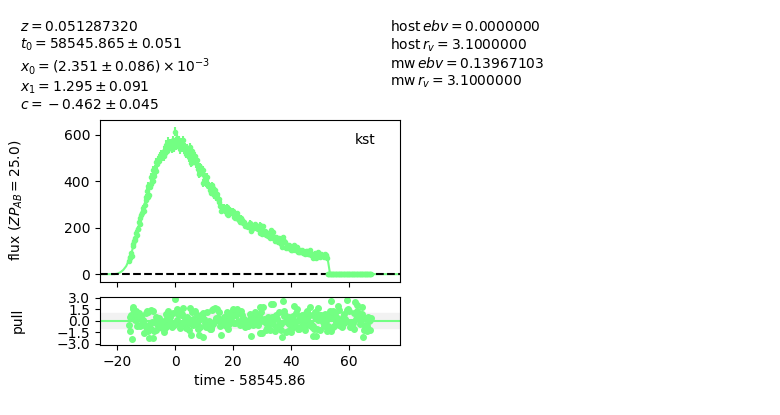 z = 0.051287320
t₀ = 58545.865 ± 0.051
x₀ = (2.351 ± 0.086) × 10⁻³
x₁ = 1.295 ± 0.091
c = −0.462 ± 0.045
host ebv = 0.0000000
host r_v = 3.1000000
mw ebv = 0.13967103
mw r_v = 3.1000000
kst
flux (ZP_AB = 25.0)
600
400
200
0
pull
3.0
1.5
0.0
−1.5
−3.0
−20 0 20 40 60
time - 58545.86